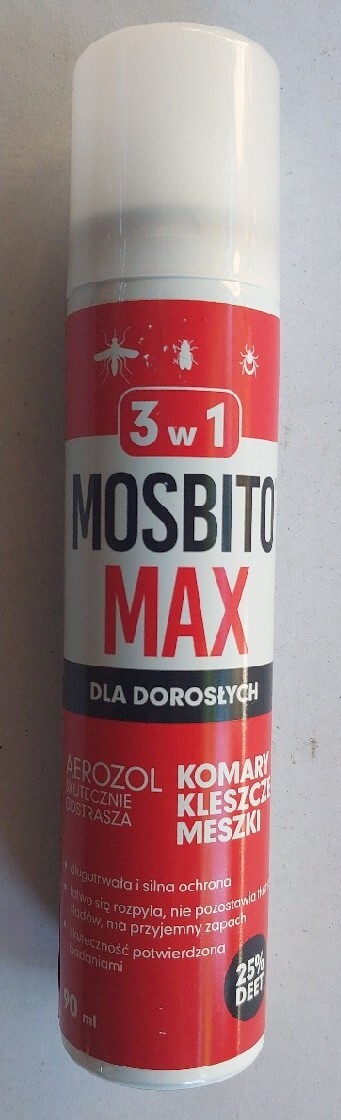 3 w 1
MOSBITO
MAX
DLA DOROSŁYCH
AEROZOL
SKUTECZNIE
ODSTRASZA
KOMARY
KLESZCZE
MESZKI
• długotrwała i silna ochrona
• łatwo się rozpyla, nie pozostawia
śladów, ma przyjemny zapach
• skuteczność potwierdzona
badaniami
25%
DEET
90 ml